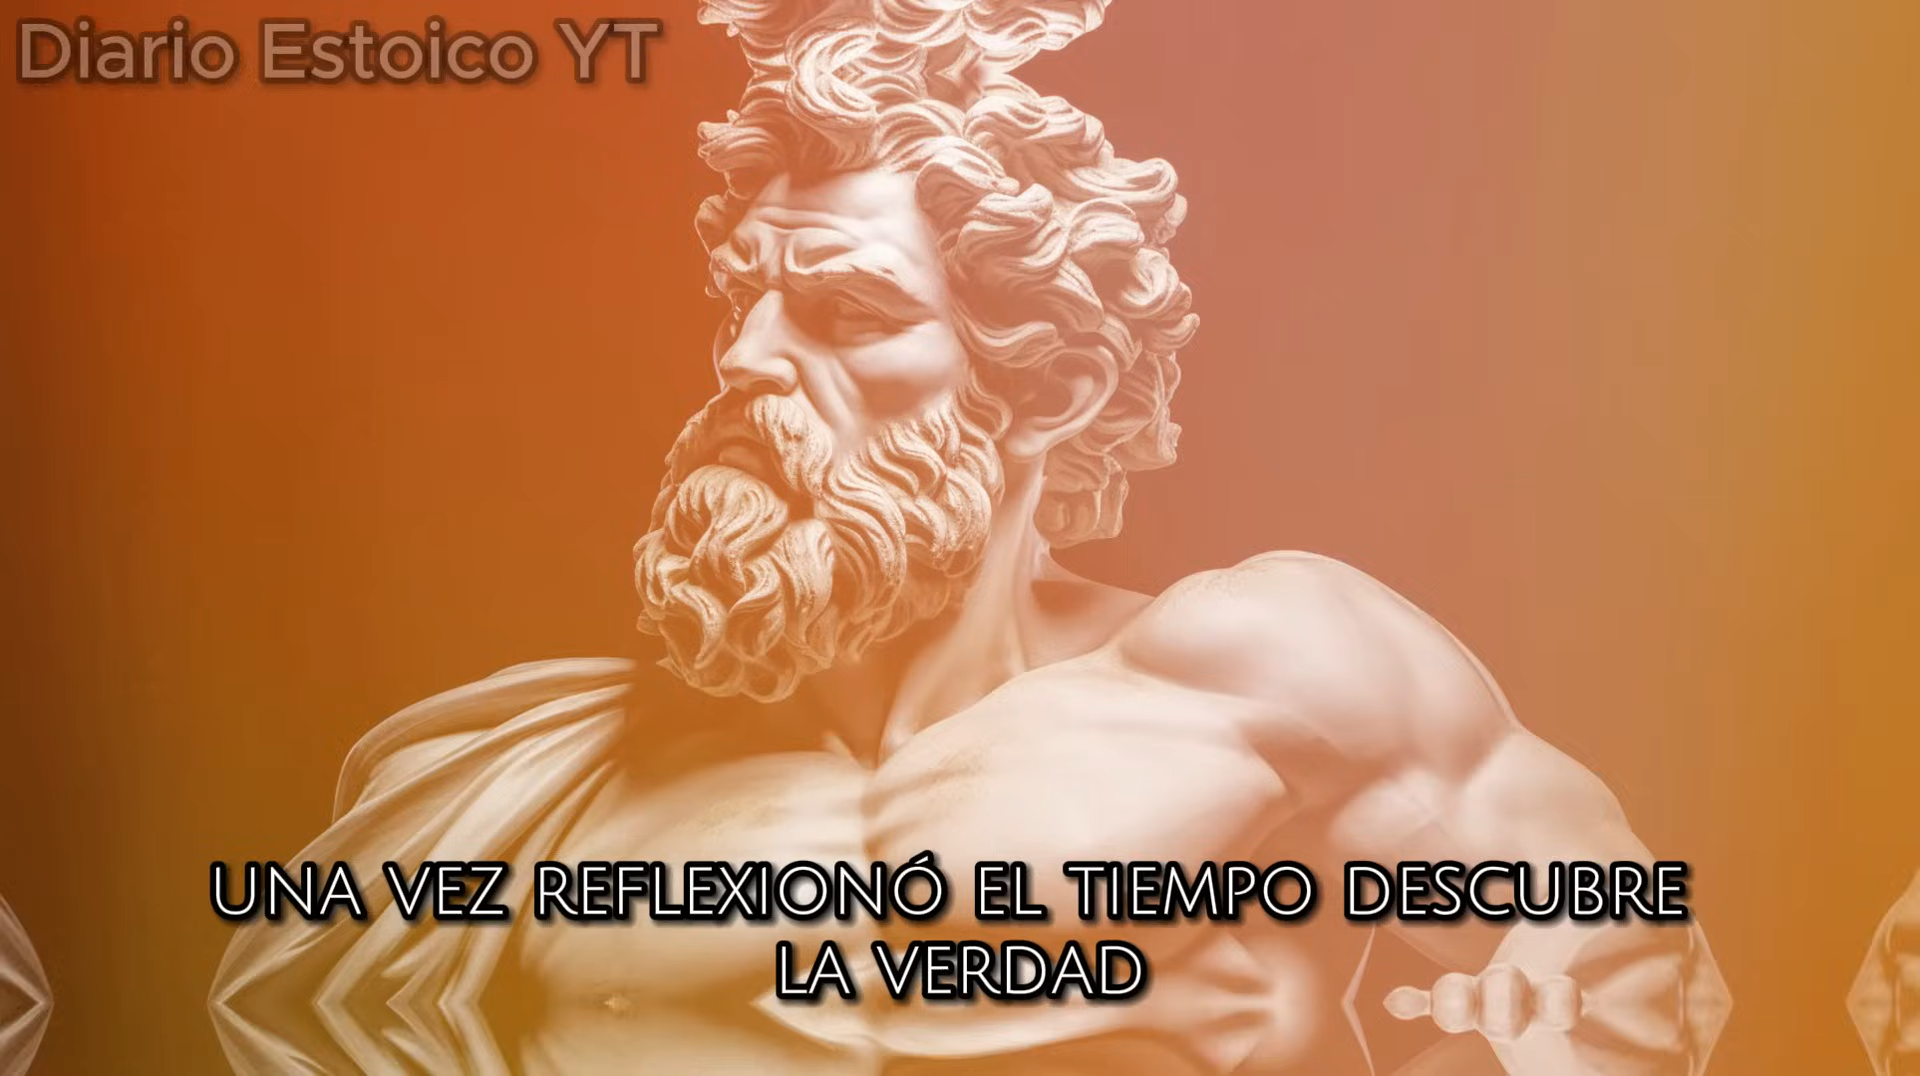 Diario Estoico YT
UNA VEZ REFLEXIONÓ EL TIEMPO DESCUBRE
LA VERDAD